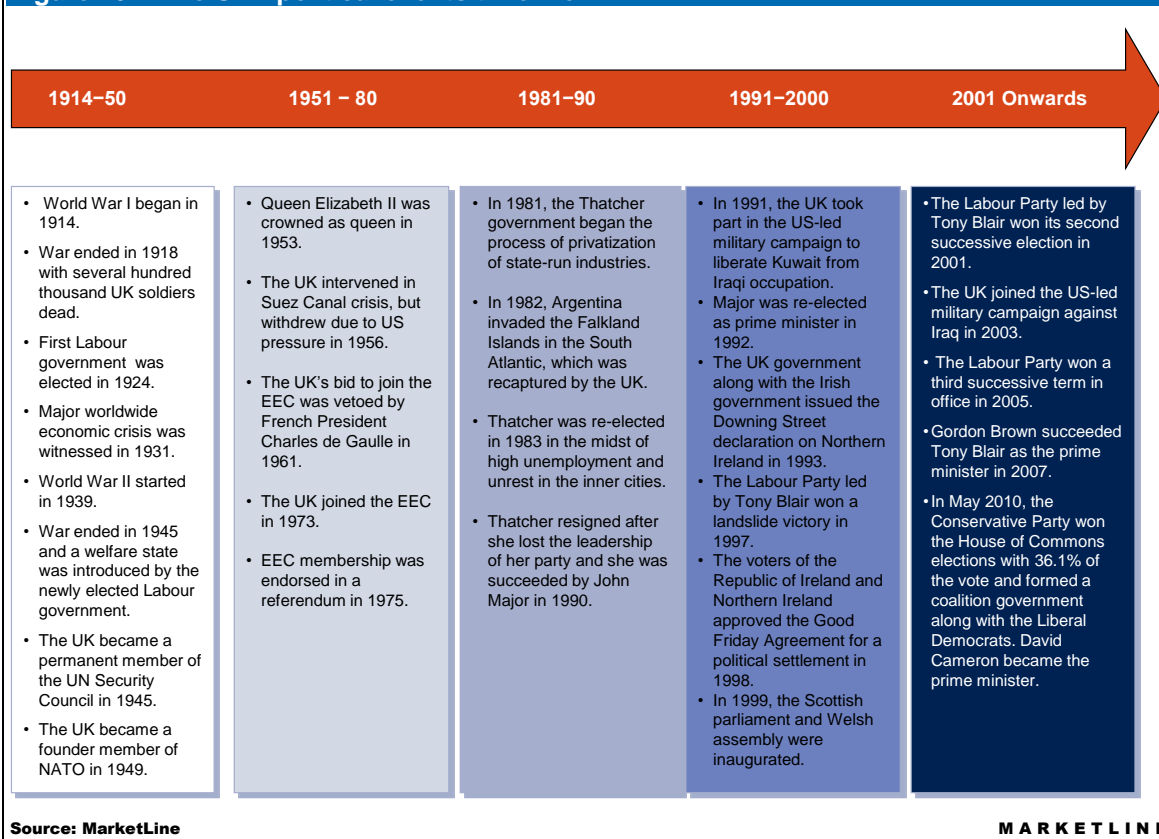 1914−50
1951 − 80
1981−90
1991−2000
2001 Onwards
• World War I began in
1914.
• War ended in 1918
with several hundred
thousand UK soldiers
dead.
• First Labour
government was
elected in 1924.
• Major worldwide
economic crisis was
witnessed in 1931.
• World War II started
in 1939.
• War ended in 1945
and a welfare state
was introduced by the
newly elected Labour
government.
• The UK became a
permanent member of
the UN Security
Council in 1945.
• The UK became a
founder member of
NATO in 1949.
• Queen Elizabeth II was
crowned as queen in
1953.
• The UK intervened in
Suez Canal crisis, but
withdrew due to US
pressure in 1956.
• The UK's bid to join the
EEC was vetoed by
French President
Charles de Gaulle in
1961.
• The UK joined the EEC
in 1973.
• EEC membership was
endorsed in a
referendum in 1975.
• In 1981, the Thatcher
government began the
process of privatization
of state-run industries.
• In 1982, Argentina
invaded the Falkland
Islands in the South
Atlantic, which was
recaptured by the UK.
• Thatcher was re-elected
in 1983 in the midst of
high unemployment and
unrest in the inner cities.
• Thatcher resigned after
she lost the leadership
of her party and she was
succeeded by John
Major in 1990.
• In 1991, the UK took
part in the US-led
military campaign to
liberate Kuwait from
Iraqi occupation.
• Major was re-elected
as prime minister in
1992.
• The UK government
along with the Irish
government issued the
Downing Street
declaration on Northern
Ireland in 1993.
• The Labour Party led
by Tony Blair won a
landslide victory in
1997.
• The voters of the
Republic of Ireland and
Northern Ireland
approved the Good
Friday Agreement for a
political settlement in
1998.
• In 1999, the Scottish
parliament and Welsh
assembly were
inaugurated.
• The Labour Party led by
Tony Blair won its second
successive election in
2001.
• The UK joined the US-led
military campaign against
Iraq in 2003.
• The Labour Party won a
third successive term in
office in 2005.
• Gordon Brown succeeded
Tony Blair as the prime
minister in 2007.
• In May 2010, the
Conservative Party won
the House of Commons
elections with 36.1% of
the vote and formed a
coalition government
along with the Liberal
Democrats. David
Cameron became the
prime minister.
Source: MarketLine
M A R K E T L I N